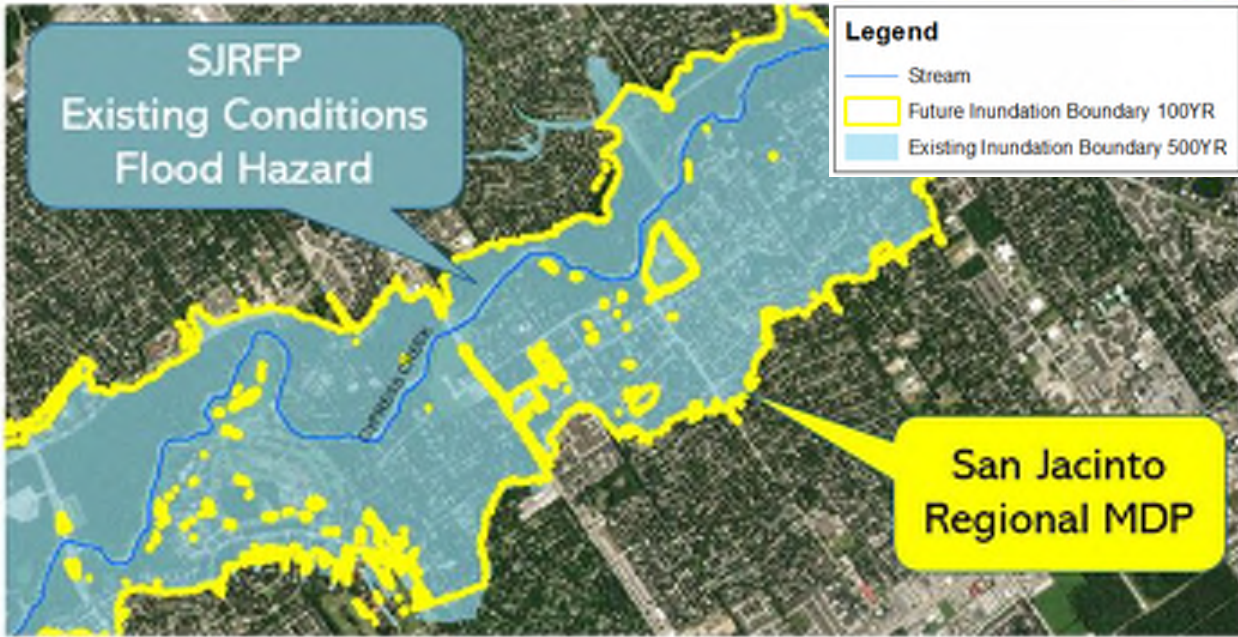 SJRFP
Existing Conditions
Flood Hazard
Legend
Stream
Future Inundation Boundary 100YR
Existing Inundation Boundary 500YR
Cypress Creek
San Jacinto
Regional MDP